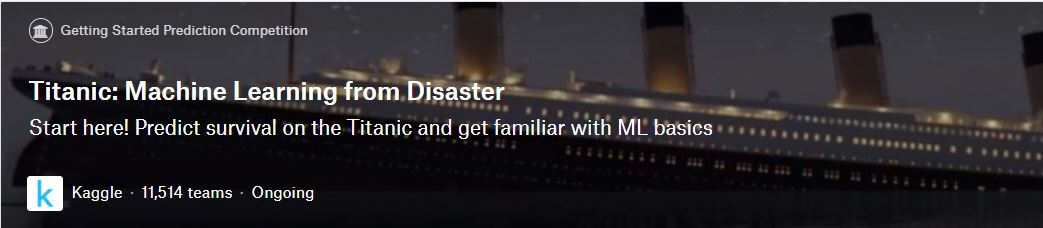 Getting Started Prediction Competition
Titanic: Machine Learning from Disaster
Start here! Predict survival on the Titanic and get familiar with ML basics
k Kaggle · 11,514 teams · Ongoing